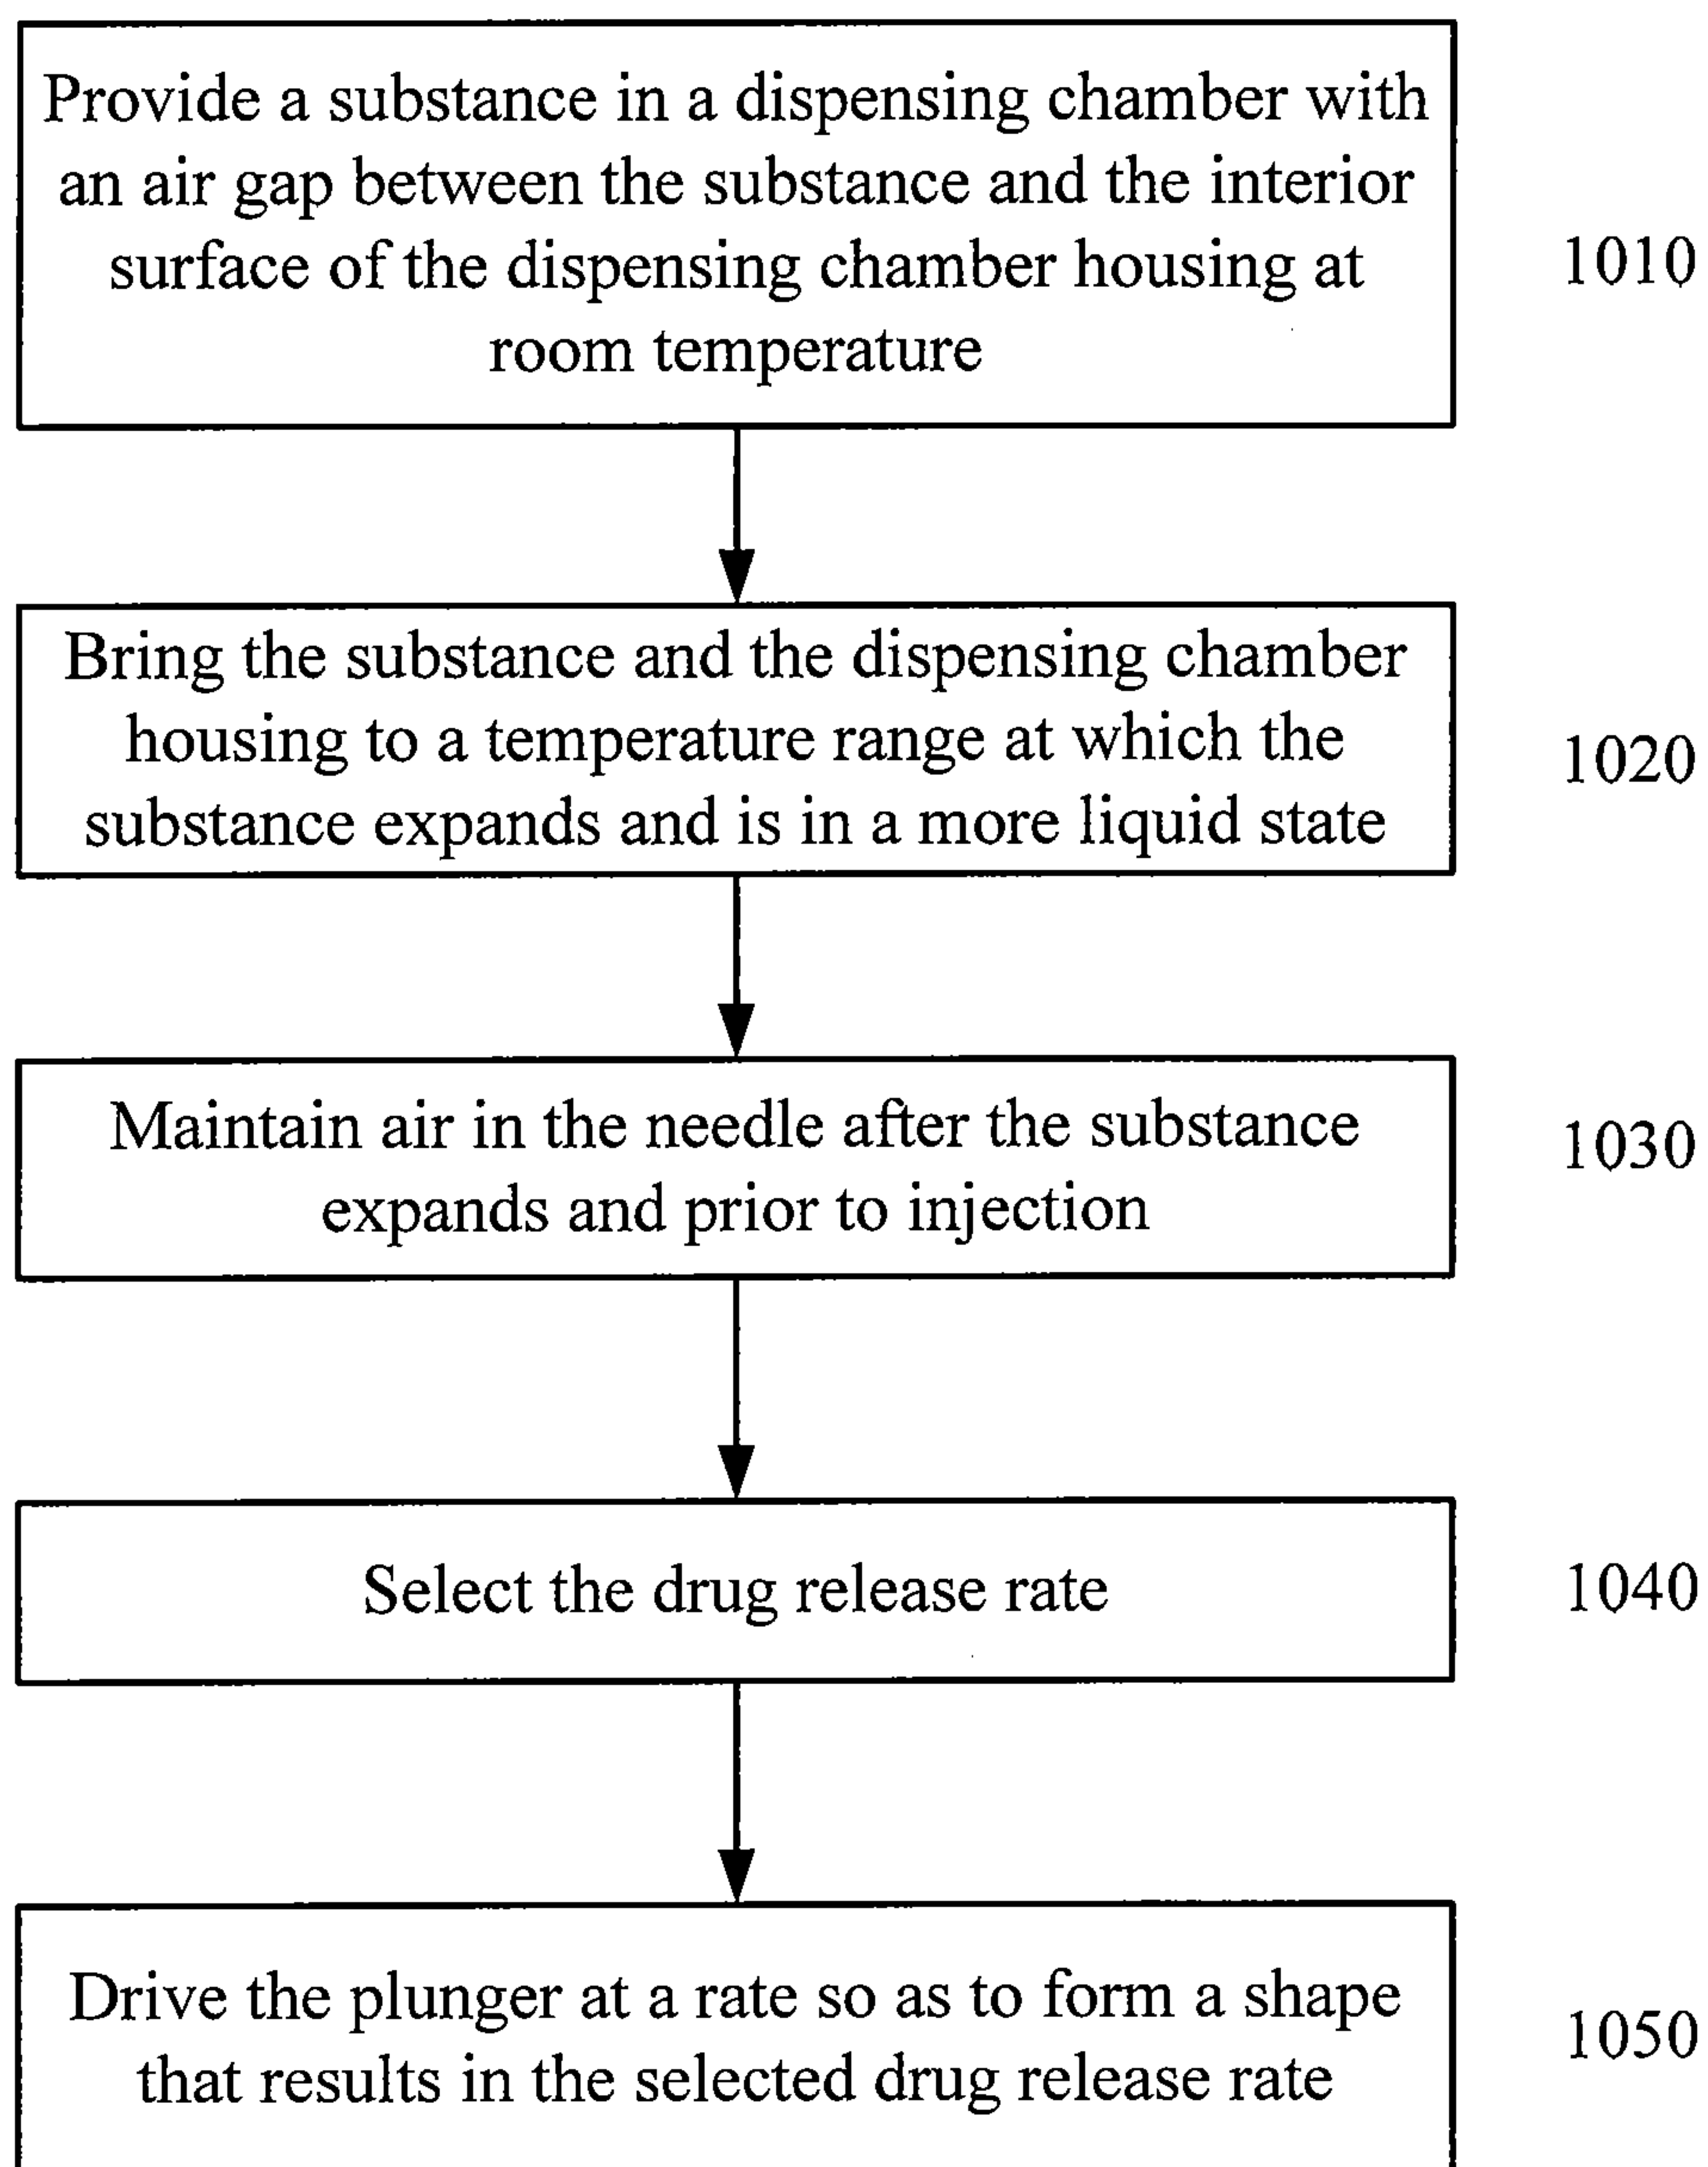 Provide a substance in a dispensing chamber with
an air gap between the substance and the interior
surface of the dispensing chamber housing at
room temperature
1010
Bring the substance and the dispensing chamber
housing to a temperature range at which the
substance expands and is in a more liquid state
1020
Maintain air in the needle after the substance
expands and prior to injection
1030
Select the drug release rate
1040
Drive the plunger at a rate so as to form a shape
that results in the selected drug release rate
1050